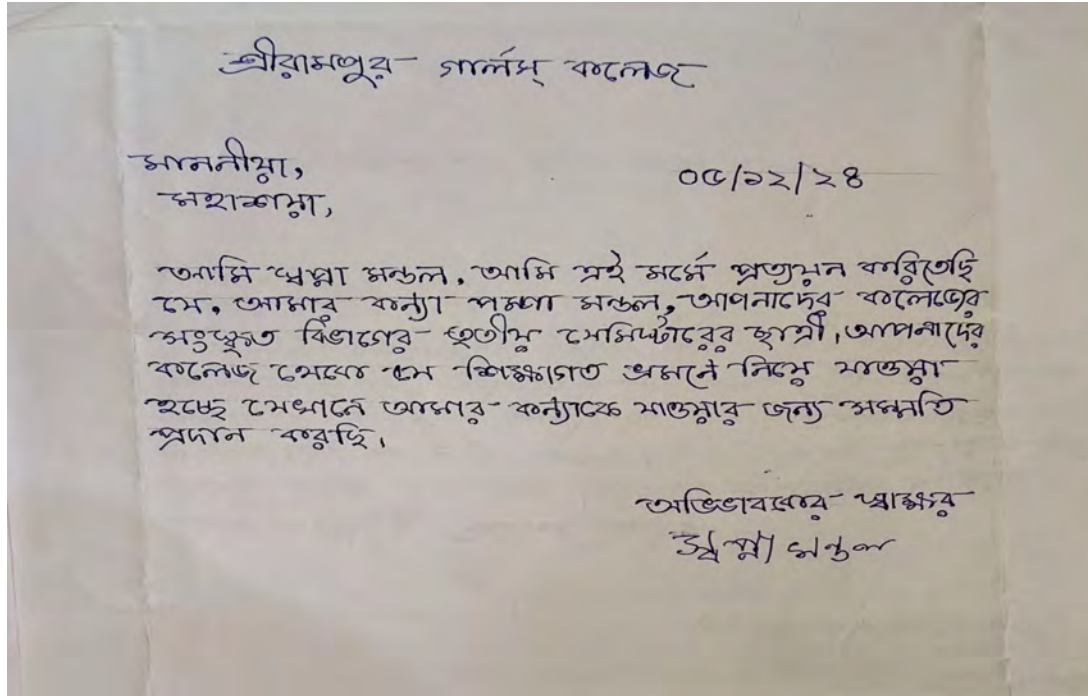 শ্রীরামপুর গার্লস্ কলেজ
মাননীয়া,
০৫/১২/২৪
মহাশয়া,
আমি স্বপ্না মন্ডল, আমি এই মর্মে প্রত্যয়ন করিতেছি
যে, আমার কন্যা পম্পা মন্ডল, আপনাদের কলেজের
সংস্কৃত বিভাগের তৃতীয় সেমিস্টারের ছাত্রী, আপনাদের
কলেজ থেকে যে শিক্ষাগত ভ্রমনে নিয়ে যাওয়া
হচ্ছে সেখানে আমার কন্যাকে যাওয়ার জন্য সম্মতি
প্রদান করছি,
অভিভাবকের স্বাক্ষর
স্বপ্না মন্ডল